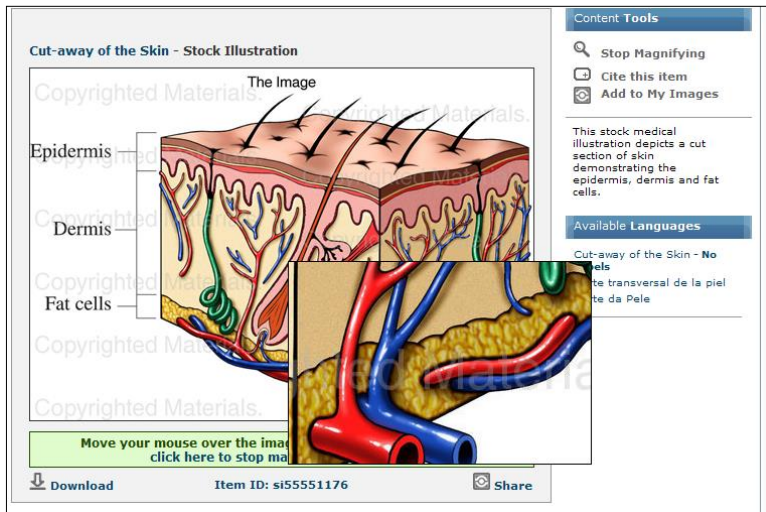 Cut-away of the Skin - Stock Illustration
The Image
Copyrighted Materials.
Copyrighted Materials.
Epidermis
Copyrighted Materials.
Dermis
Copyrighted
Copyrighted
Fat cells
Copyrighted Mate
Copyrighted Materials.
Move your mouse over the imag
click here to stop ma
Download
Item ID: si55551176
Share
Content Tools
Stop Magnifying
Cite this item
Add to My Images
This stock medical
illustration depicts a cut
section of skin
demonstrating the
epidermis, dermis and fat
cells.
Available Languages
Cut-away of the Skin - No
bels
rte transversal de la piel
rte da Pele